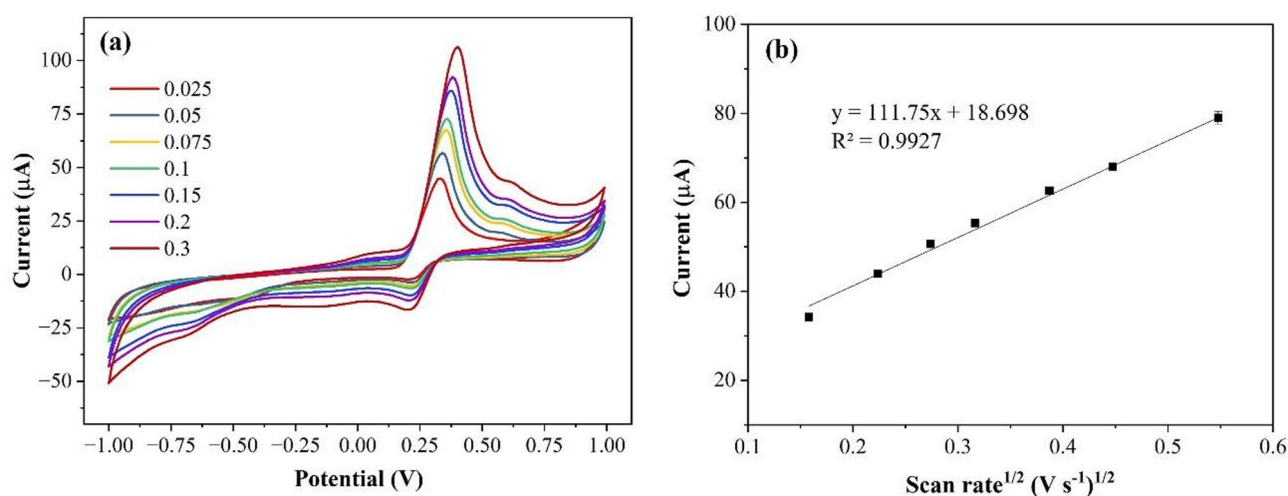 (a)
0.025
0.05
0.075
0.1
0.15
0.2
0.3
100
75
50
25
0
−25
−50
Current (μA)
−1.00 −0.75 −0.50 −0.25 0.00 0.25 0.50 0.75 1.00
Potential (V)
(b)
y = 111.75x + 18.698
R² = 0.9927
100
80
60
40
20
Current (μA)
0.1 0.2 0.3 0.4 0.5 0.6
Scan rate¹/² (V s⁻¹)¹/²